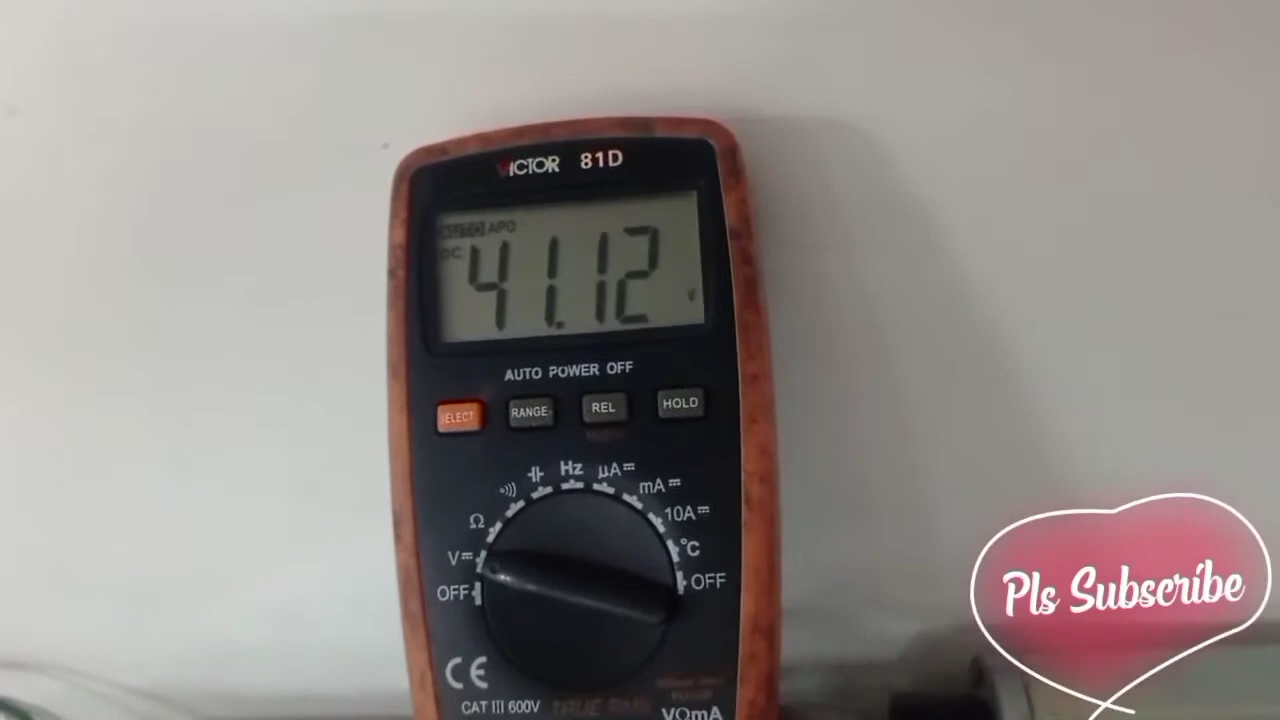 VICTOR 81D
AUTO APO
DC
41.12
V
AUTO POWER OFF
SELECT RANGE REL HOLD
Hz μA
mA
10A
Ω
°C
V
OFF
OFF
CE
CAT III 600V
TRUE RMS
VΩmA
Pls Subscribe